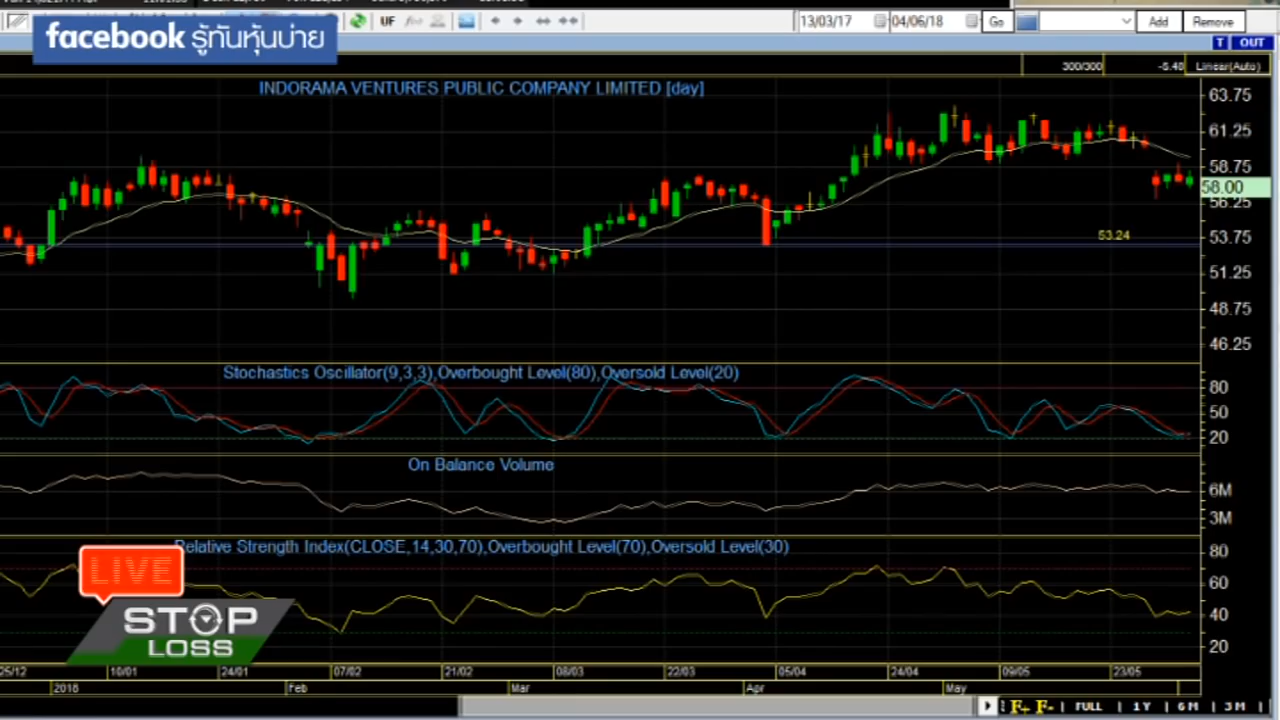 UF
13/03/17
04/06/18
Go
Add
Remove
facebook รู้ทันหุ้นบ่าย
T OUT
300/300 -5.40 Linear(Auto)
INDORAMA VENTURES PUBLIC COMPANY LIMITED [day]
63.75
61.25
58.75
58.00
56.25
53.24
53.75
51.25
48.75
46.25
Stochastics Oscillator(9,3,3),Overbought Level(80),Oversold Level(20)
80
50
20
On Balance Volume
6M
3M
Relative Strength Index(CLOSE,14,30,70),Overbought Level(70),Oversold Level(30)
80
60
40
20
LIVE
STOP
LOSS
25/12 10/01 24/01 07/02 21/02 08/03 22/03 05/04 24/04 09/05 23/05
2018 Feb Mar Apr May
F+ F- | FULL | 1Y | 6M | 3M |